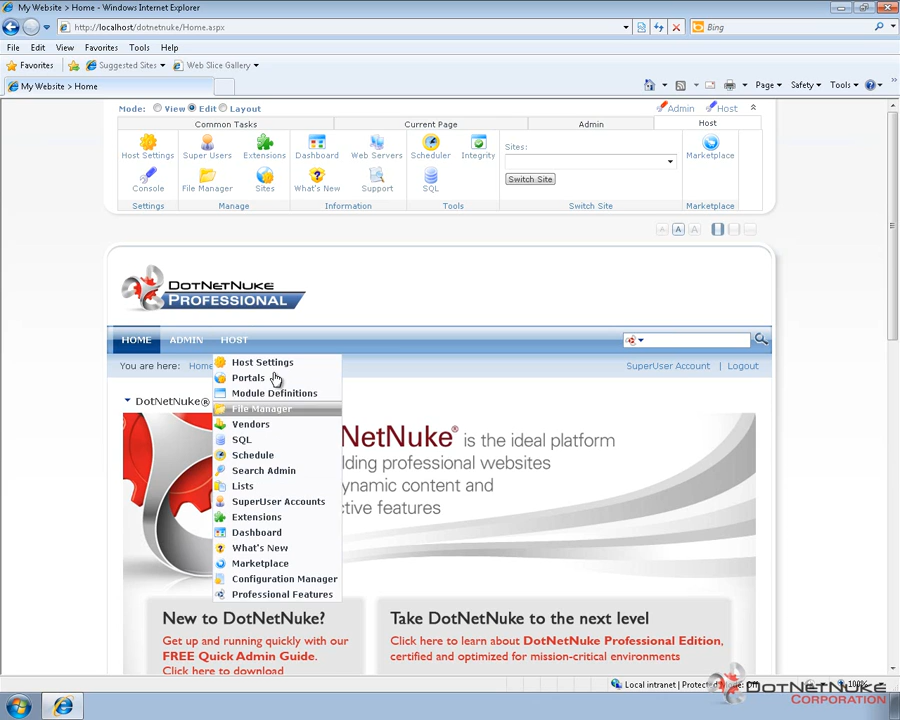 My Website > Home - Windows Internet Explorer
http://localhost/dotnetnuke/Home.aspx
Bing
File Edit View Favorites Tools Help
Favorites Suggested Sites Web Slice Gallery
My Website > Home
Page Safety Tools
Mode: View Edit Layout
Admin Host
Common Tasks Current Page Admin Host
Host Settings Super Users Extensions Dashboard Web Servers Scheduler Integrity Sites: Marketplace
Console File Manager Sites What's New Support SQL Switch Site
Settings Manage Information Tools Switch Site Marketplace
A A A
DOTNETNUKE
PROFESSIONAL
HOME ADMIN HOST
You are here: Home
SuperUser Account | Logout
Host Settings
Portals
Module Definitions
File Manager
Vendors
SQL
Schedule
Search Admin
Lists
SuperUser Accounts
Extensions
Dashboard
What's New
Marketplace
Configuration Manager
Professional Features
DotNetNuke®
NetNuke® is the ideal platform
lding professional websites
ynamic content and
ctive features
New to DotNetNuke?
Get up and running quickly with our
FREE Quick Admin Guide.
Click here to download
Take DotNetNuke to the next level
Click here to learn about DotNetNuke Professional Edition,
certified and optimized for mission-critical environments
Local intranet | Protected Mode: Off
100%
DOTNETNUKE
CORPORATION